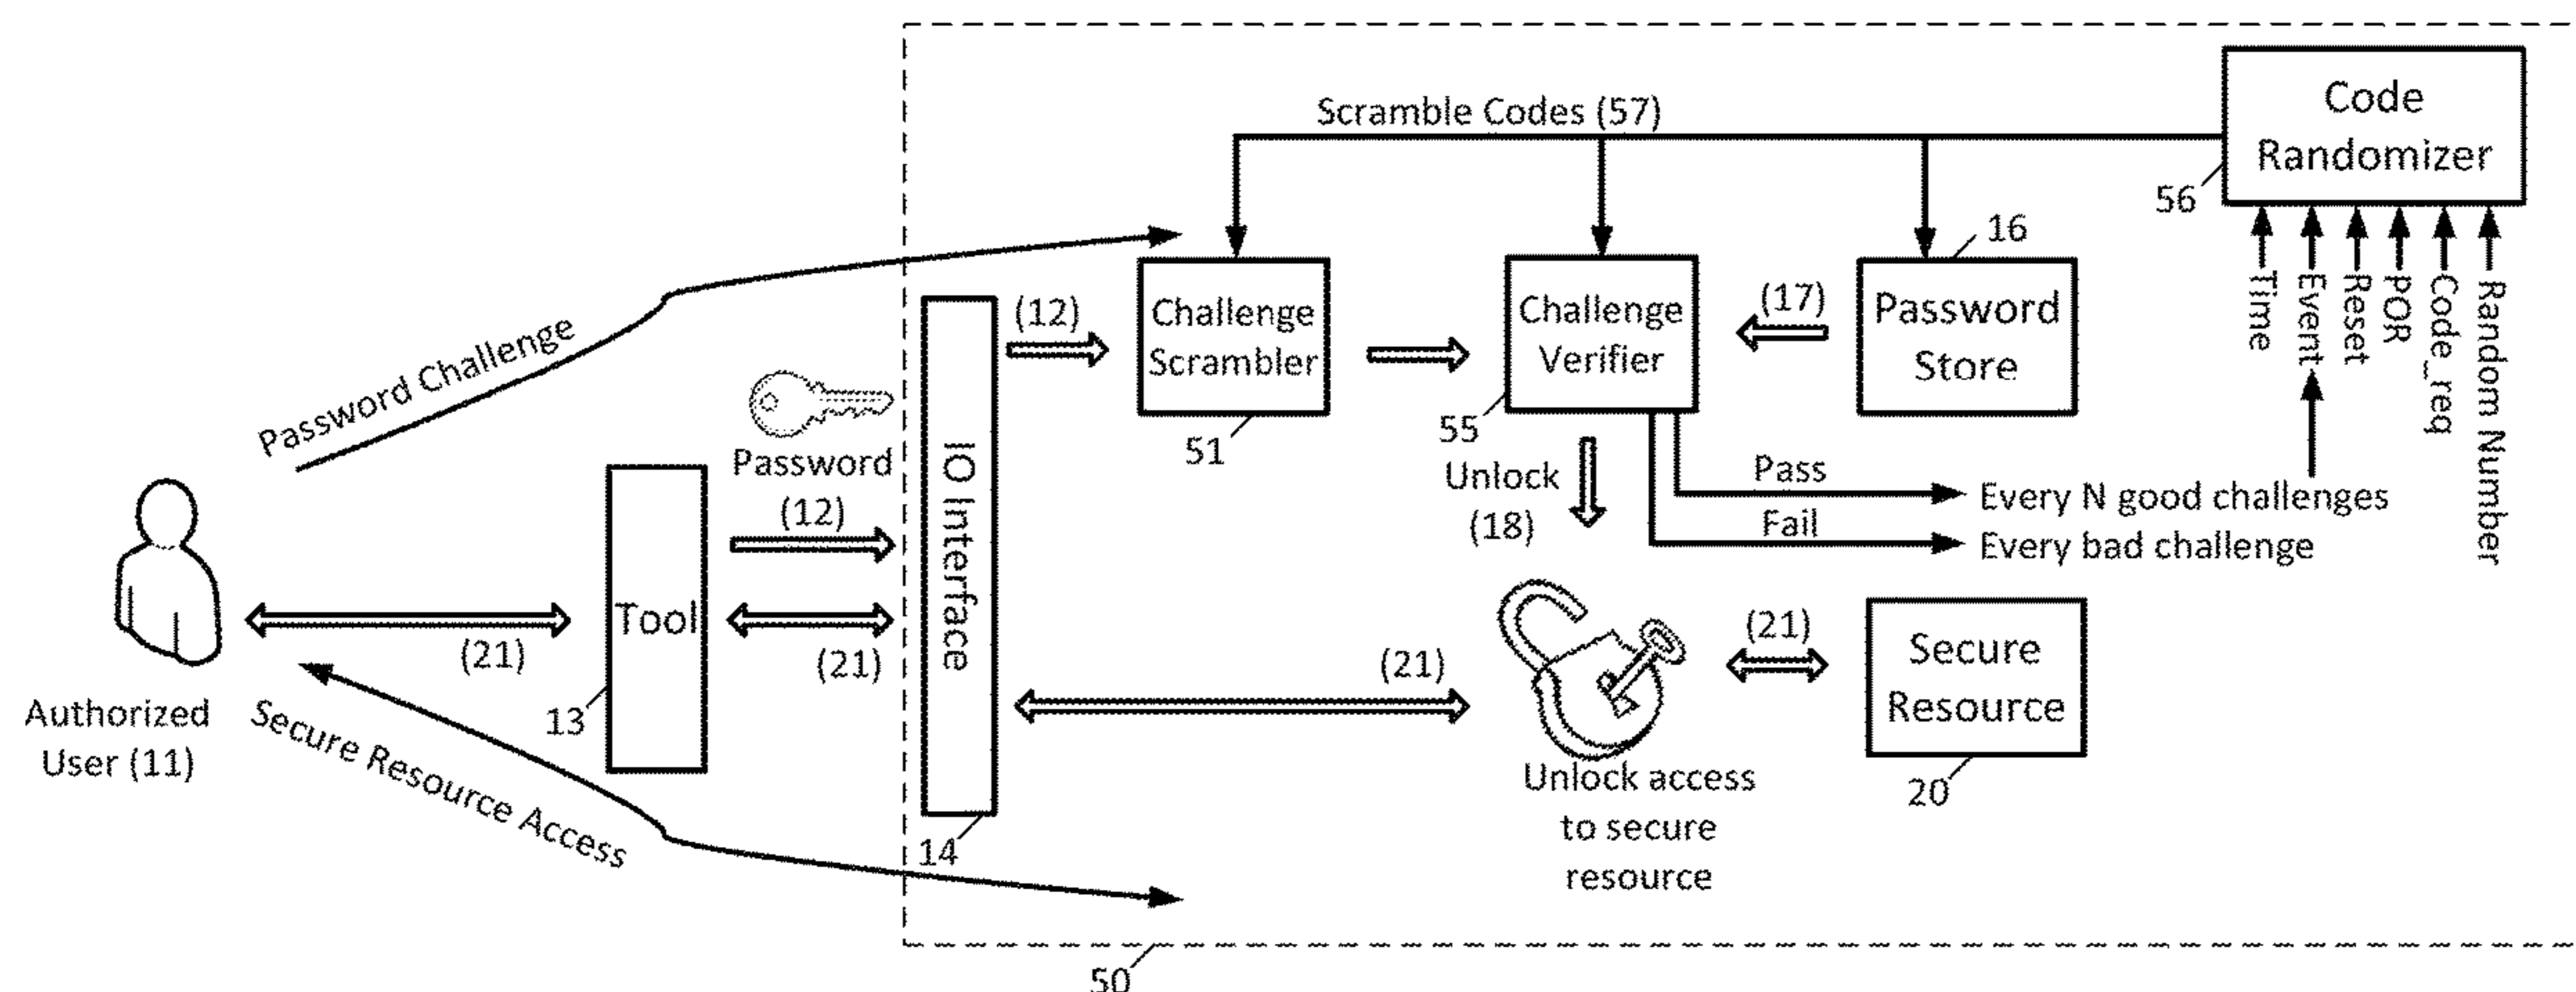 Scramble Codes (57)
Code
Randomizer
56
Time
Event
Reset
POR
Code_req
Random Number
16
Password Challenge
(12)
Challenge
Scrambler
51
Challenge
Verifier
55
(17)
Password
Store
Password
(12)
IO Interface
14
Unlock
(18)
Pass
Every N good challenges
Fail
Every bad challenge
Authorized
User (11)
(21)
Tool
13
(21)
(21)
Unlock access
to secure
resource
(21)
Secure
Resource
20
Secure Resource Access
50